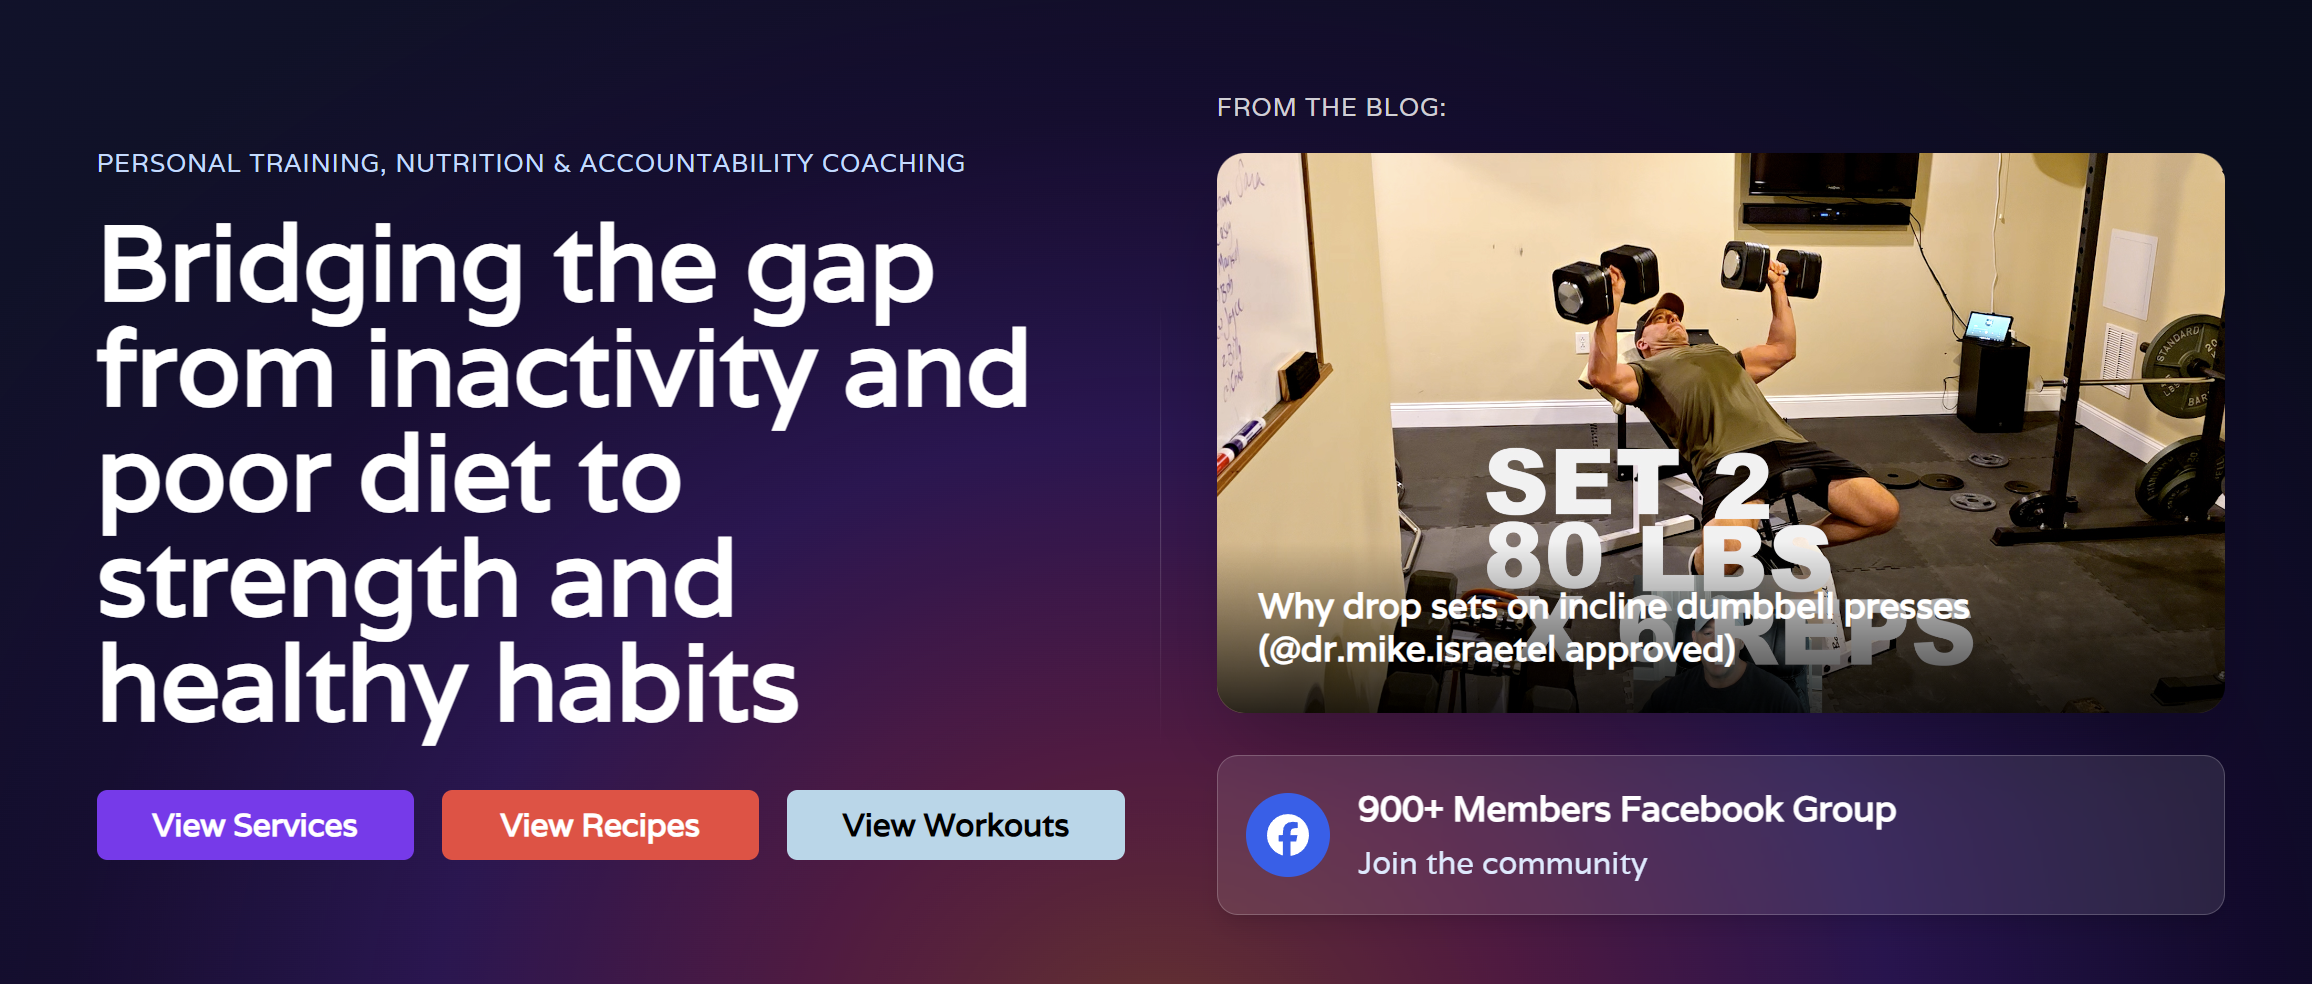 PERSONAL TRAINING, NUTRITION & ACCOUNTABILITY COACHING
Bridging the gap
from inactivity and
poor diet to
strength and
healthy habits
View Services
View Recipes
View Workouts
FROM THE BLOG:
Sara
STANDARD
SET 2
80 LBS
X 6 REPS
Why drop sets on incline dumbbell presses
(@dr.mike.israetel approved)
900+ Members Facebook Group
Join the community